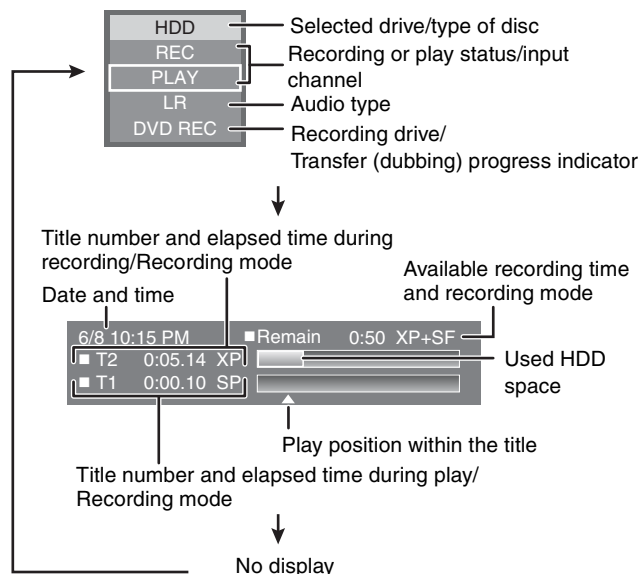 HDD
REC
PLAY
LR
DVD REC
Selected drive/type of disc
Recording or play status/input
channel
Audio type
Recording drive/
Transfer (dubbing) progress indicator
Title number and elapsed time during
recording/Recording mode
Available recording time
and recording mode
Date and time
6/8 10:15 PM Remain 0:50 XP+SF
T2 0:05.14 XP
T1 0:00.10 SP
Used HDD
space
Play position within the title
Title number and elapsed time during play/
Recording mode
No display